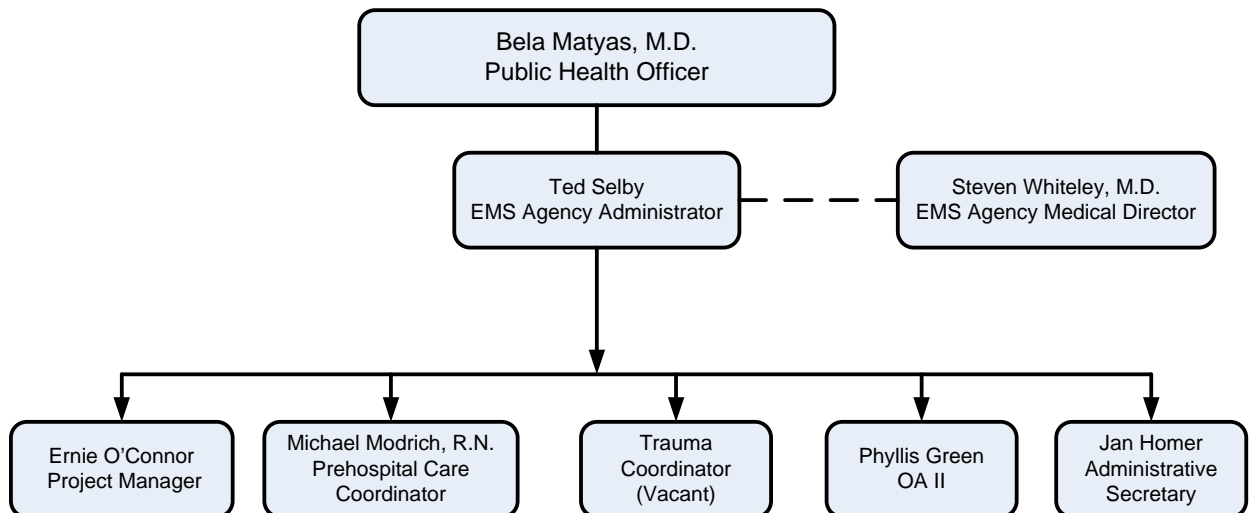 Bela Matyas, M.D.
Public Health Officer
Ted Selby
EMS Agency Administrator
Steven Whiteley, M.D.
EMS Agency Medical Director
Ernie O’Connor
Project Manager
Michael Modrich, R.N.
Prehospital Care
Coordinator
Trauma
Coordinator
(Vacant)
Phyllis Green
OA II
Jan Homer
Administrative
Secretary